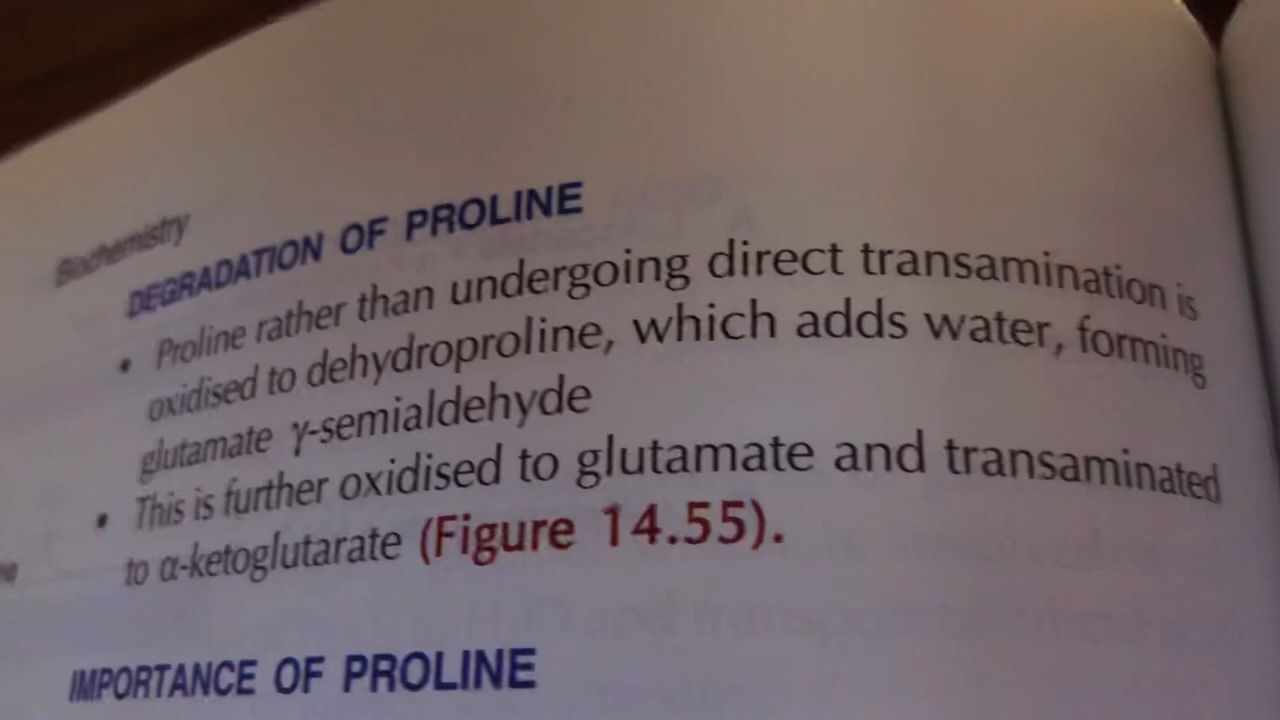 Biochemistry
DEGRADATION OF PROLINE
• Proline rather than undergoing direct transamination is
oxidised to dehydroproline, which adds water, forming
glutamate γ-semialdehyde
• This is further oxidised to glutamate and transaminated
to α-ketoglutarate (Figure 14.55).
IMPORTANCE OF PROLINE